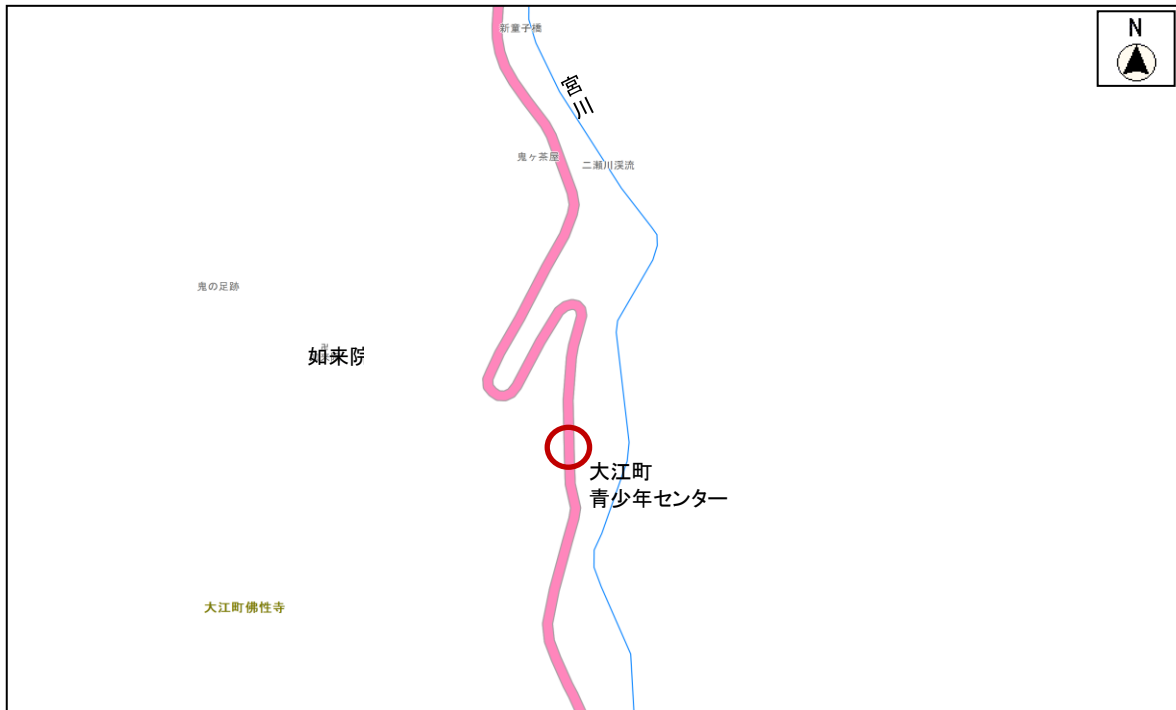 新童子橋
N
宮川
鬼ヶ茶屋
二瀬川渓流
鬼の足跡
如来院
大江町
青少年センター
大江町佛性寺